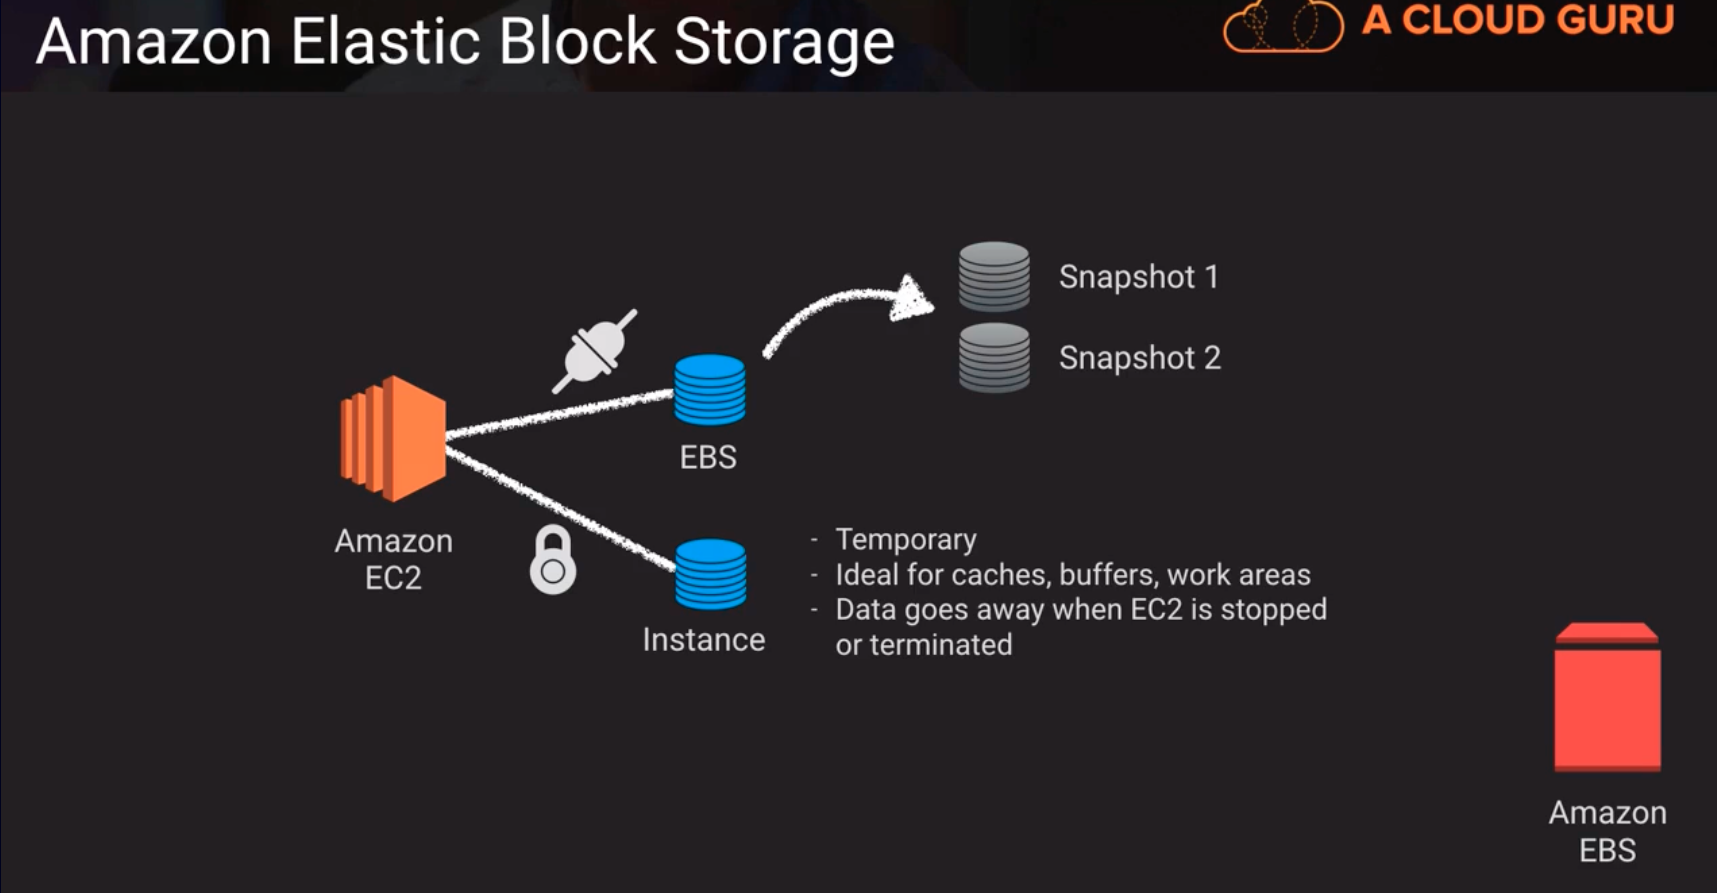 Amazon Elastic Block Storage
A CLOUD GURU
Snapshot 1
Snapshot 2
EBS
Amazon
EC2
Instance
- Temporary
- Ideal for caches, buffers, work areas
- Data goes away when EC2 is stopped
or terminated
Amazon
EBS